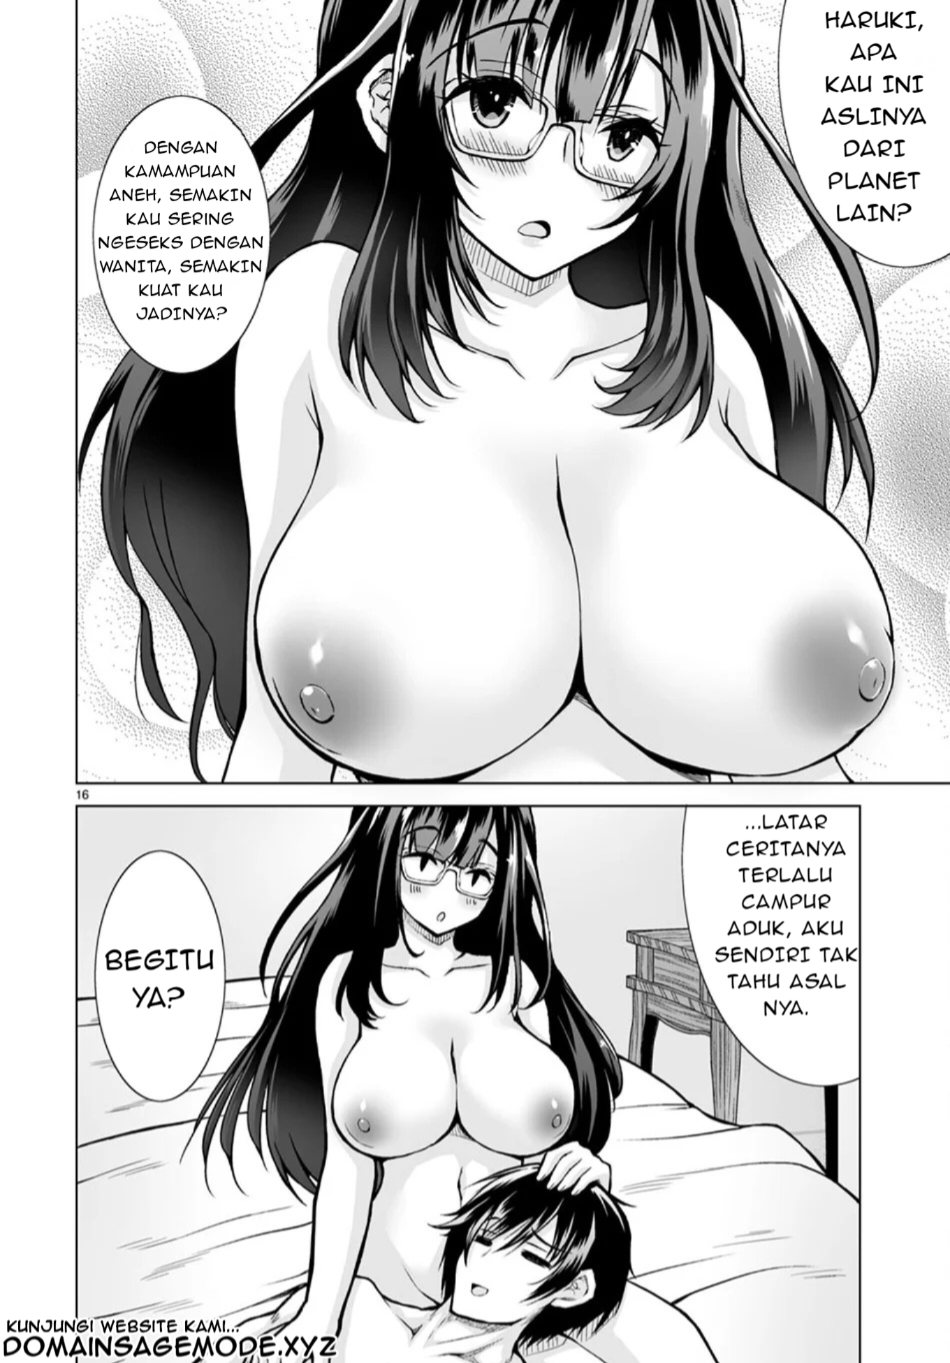 HARUKI,
APA
KAU INI
ASLINYA
DARI
PLANET
LAIN?
DENGAN
KAMAMPUAN
ANEH, SEMAKIN
KAU SERING
NGESEKS DENGAN
WANITA, SEMAKIN
KUAT KAU
JADINYA?
16
...LATAR
CERITANYA
TERLALU
CAMPUR
ADUK, AKU
SENDIRI TAK
TAHU ASAL
NYA.
BEGITU
YA?
KUNJUNGI WEBSITE KAMI...
DOMAINSAGEMODE.XYZ